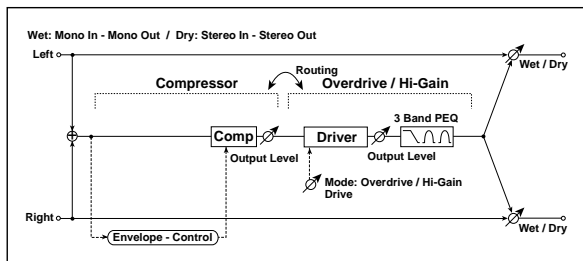 Wet: Mono In - Mono Out / Dry: Stereo In - Stereo Out
Left
Wet / Dry
Routing
Compressor
Overdrive / Hi-Gain
3 Band PEQ
Comp
Driver
Output Level
Output Level
Mode: Overdrive / Hi-Gain
Drive
Right
Wet / Dry
Envelope - Control